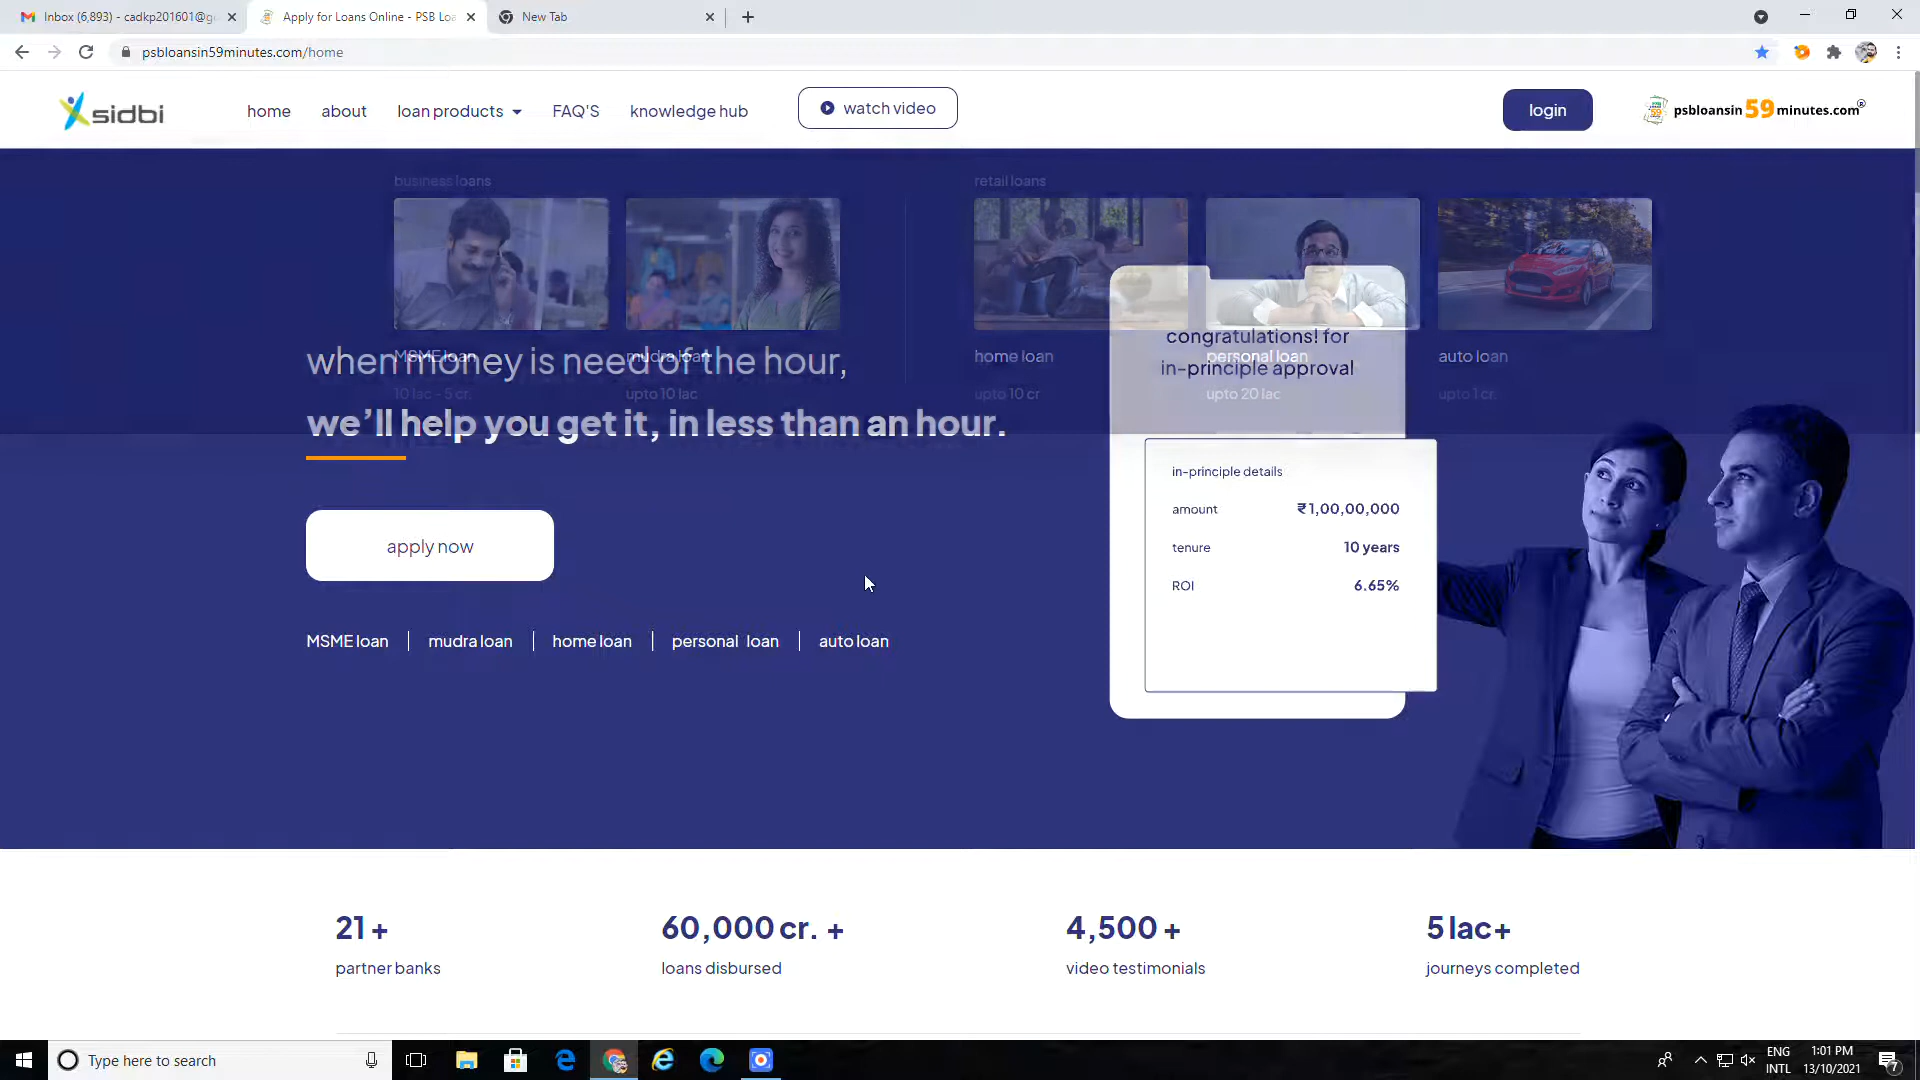 Inbox (6,893) - cadkp201601@g
Apply for Loans Online - PSB Loa
New Tab
psbloansin59minutes.com/home
sidbi
home
about
loan products
FAQ'S
knowledge hub
watch video
login
psbloansin59minutes.com®
business loans
retail loans
MSME loan
mudra loan
home loan
personal loan
auto loan
10 lac - 5 cr.
upto 10 lac
upto 10 cr
upto 20 lac
upto 1 cr.
when money is need of the hour,
we'll help you get it, in less than an hour.
apply now
MSME loan
mudra loan
home loan
personal loan
auto loan
congratulations! for
in-principle approval
in-principle details
amount ₹1,00,00,000
tenure 10 years
ROI 6.65%
21 +
partner banks
60,000 cr. +
loans disbursed
4,500 +
video testimonials
5 lac+
journeys completed
Type here to search
ENG
INTL
1:01 PM
13/10/2021
7